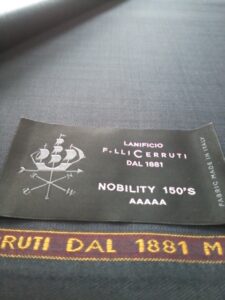 LANIFICIO
F.LLI CERRUTI
DAL 1881
NOBILITY 150'S
AAAAA
FABRIC MADE IN ITALY
RUTI DAL 1881 M